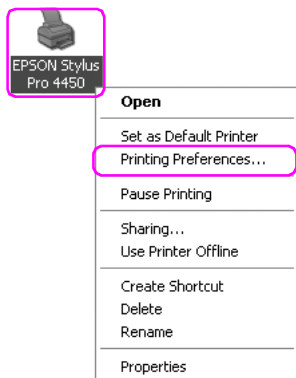 EPSON Stylus
Pro 4450
Open
Set as Default Printer
Printing Preferences...
Pause Printing
Sharing...
Use Printer Offline
Create Shortcut
Delete
Rename
Properties